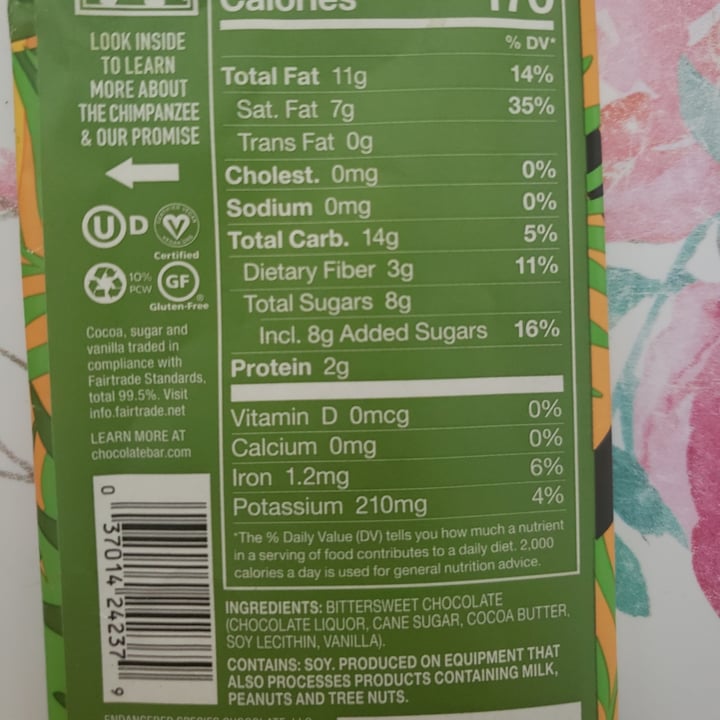 Calories 170
% DV*
Total Fat 11g 14%
Sat. Fat 7g 35%
Trans Fat 0g
Cholest. 0mg 0%
Sodium 0mg 0%
Total Carb. 14g 5%
Dietary Fiber 3g 11%
Total Sugars 8g
Incl. 8g Added Sugars 16%
Protein 2g
Vitamin D 0mcg 0%
Calcium 0mg 0%
Iron 1.2mg 6%
Potassium 210mg 4%
*The % Daily Value (DV) tells you how much a nutrient
in a serving of food contributes to a daily diet. 2,000
calories a day is used for general nutrition advice.
INGREDIENTS: BITTERSWEET CHOCOLATE
(CHOCOLATE LIQUOR, CANE SUGAR, COCOA BUTTER,
SOY LECITHIN, VANILLA).
CONTAINS: SOY. PRODUCED ON EQUIPMENT THAT
ALSO PROCESSES PRODUCTS CONTAINING MILK,
PEANUTS AND TREE NUTS.
LOOK INSIDE
TO LEARN
MORE ABOUT
THE CHIMPANZEE
& OUR PROMISE
U D
Certified
10%
PCW
GF
®
Gluten-Free
Cocoa, sugar and
vanilla traded in
compliance with
Fairtrade Standards,
total 99.5%. Visit
info.fairtrade.net
LEARN MORE AT
chocolatebar.com
0 37014 24237 9
ENDANGERED SPECIES CHOCOLATE, LLC